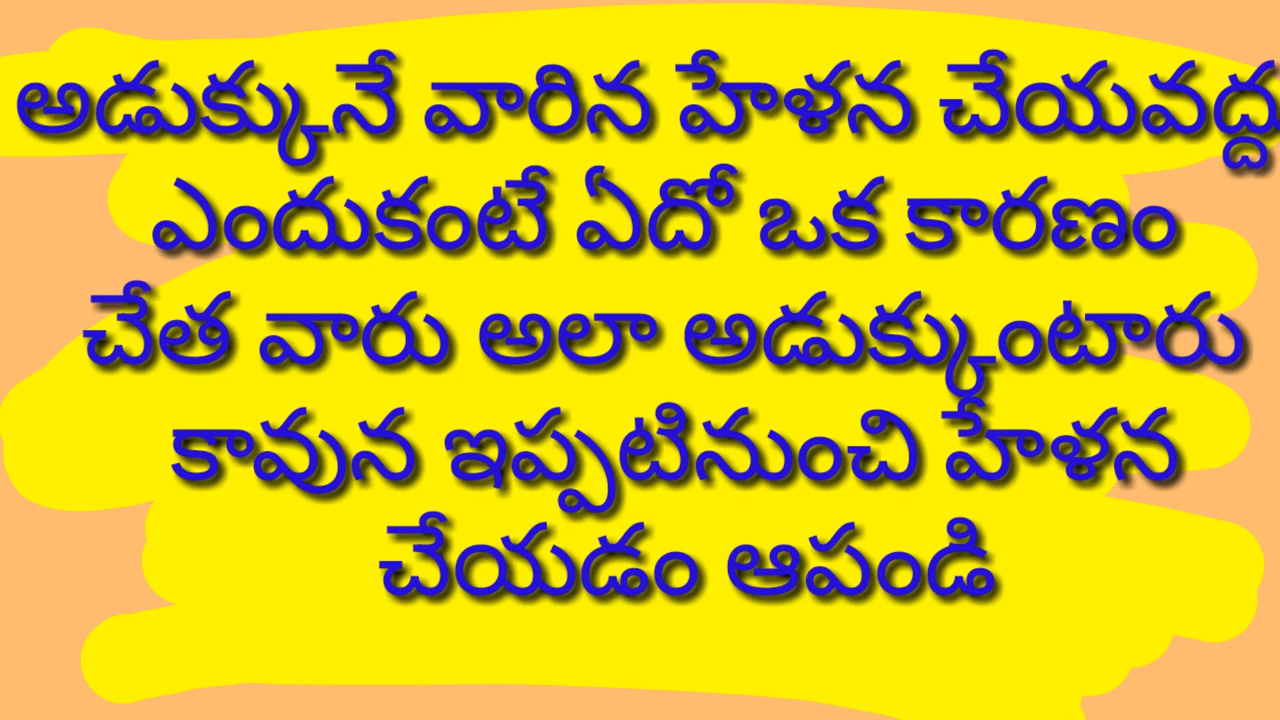 అడుక్కునే వారిన హేళన చేయవద్దు
ఎందుకంటే ఏదో ఒక కారణం
చేత వారు అలా అడుక్కుంటారు
కావున ఇప్పటినుంచి హేళన
చేయడం ఆపండి